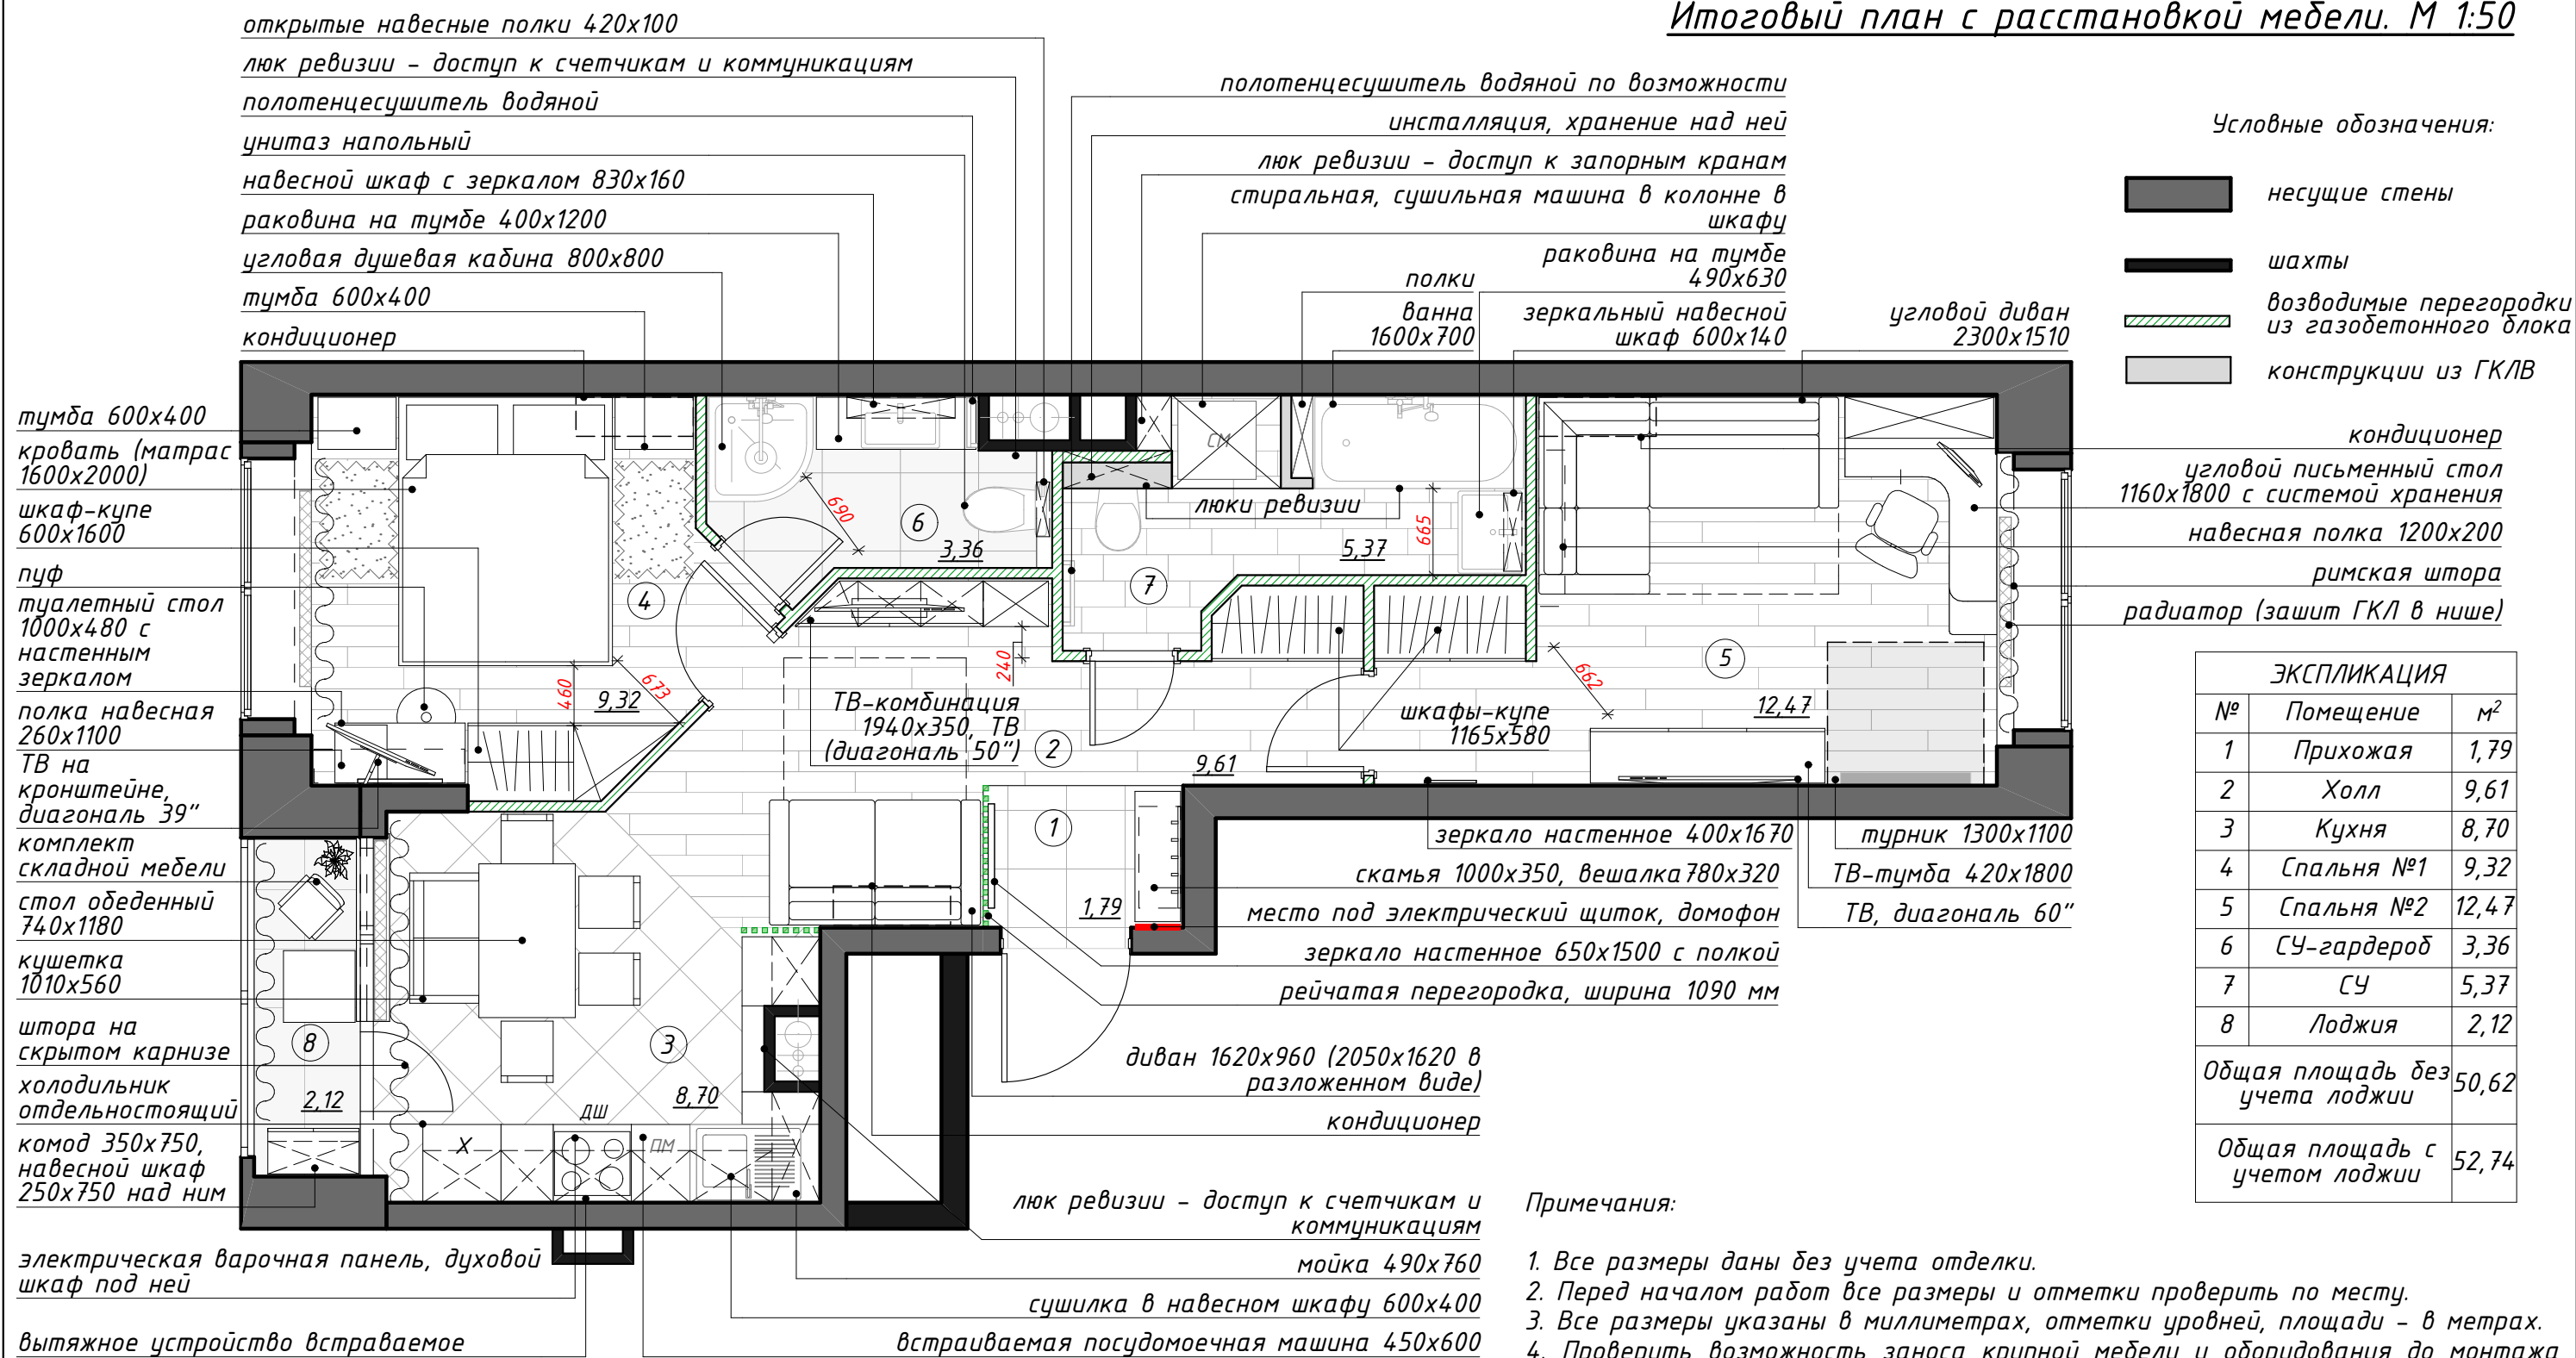 Итоговый план с расстановкой мебели. М 1:50
открытые навесные полки 420х100
люк ревизии - доступ к счетчикам и коммуникациям
полотенцесушитель водяной
унитаз напольный
навесной шкаф с зеркалом 830х160
раковина на тумбе 400х1200
угловая душевая кабина 800х800
тумба 600х400
кондиционер
полотенцесушитель водяной по возможности
инсталляция, хранение над ней
люк ревизии - доступ к запорным кранам
стиральная, сушильная машина в колонне в
шкафу
раковина на тумбе
490х630
полки
ванна
1600х700
зеркальный навесной
шкаф 600х140
угловой диван
2300х1510
Условные обозначения:
несущие стены
шахты
возводимые перегородки
из газобетонного блока
конструкции из ГКЛВ
тумба 600х400
кровать (матрас
1600х2000)
шкаф-купе
600х1600
пуф
туалетный стол
1000х480 с
настенным
зеркалом
полка навесная
260х1100
ТВ на
кронштейне,
диагональ 39"
комплект
складной мебели
стол обеденный
740х1180
кушетка
1010х560
штора на
скрытом карнизе
холодильник
отдельностоящий
комод 350х750,
навесной шкаф
250х750 над ним
электрическая варочная панель, духовой
шкаф под ней
вытяжное устройство встраваемое
СМ
люки ревизии
690
6
3,36
5,37
665
7
4
240
460
673
9,32
ТВ-комбинация
1940х350, ТВ
(диагональ 50")
2
9,61
шкафы-купе
1165х580
662
5
12,47
1
1,79
3
8,70
8
2,12
ДШ
Х
ПМ
кондиционер
угловой письменный стол
1160х1800 с системой хранения
навесная полка 1200х200
римская штора
радиатор (зашит ГКЛ в нише)
зеркало настенное 400х1670
турник 1300х1100
скамья 1000х350, вешалка780х320
ТВ-тумба 420х1800
место под электрический щиток, домофон
ТВ, диагональ 60"
зеркало настенное 650х1500 с полкой
рейчатая перегородка, ширина 1090 мм
диван 1620х960 (2050х1620 в
разложенном виде)
кондиционер
люк ревизии - доступ к счетчикам и
коммуникациям
мойка 490х760
сушилка в навесном шкафу 600х400
встраиваемая посудомоечная машина 450х600
ЭКСПЛИКАЦИЯ
№ Помещение м²
1 Прихожая 1,79
2 Холл 9,61
3 Кухня 8,70
4 Спальня №1 9,32
5 Спальня №2 12,47
6 СУ-гардероб 3,36
7 СУ 5,37
8 Лоджия 2,12
Общая площадь без
учета лоджии 50,62
Общая площадь с
учетом лоджии 52,74
Примечания:
1. Все размеры даны без учета отделки.
2. Перед началом работ все размеры и отметки проверить по месту.
3. Все размеры указаны в миллиметрах, отметки уровней, площади - в метрах.
4. Проверить возможность заноса крупной мебели и оборудования до монтажа